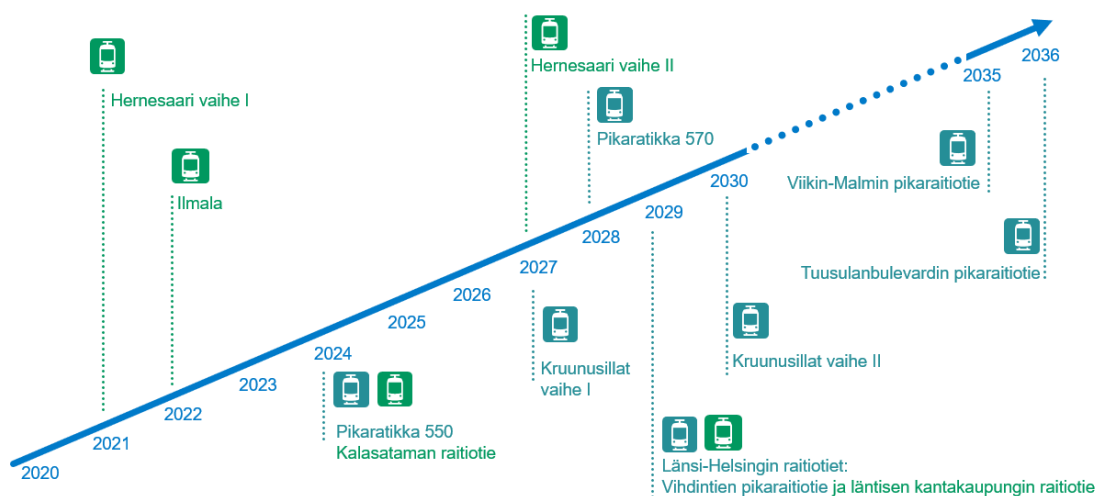 Hernesaari vaihe I
Ilmala
Hernesaari vaihe II
Pikaratikka 570
Viikin-Malmin pikaraitiotie
Tuusulanbulevardin pikaraitiotie
2020
2021
2022
2023
2024
2025
2026
2027
2028
2029
2030
2035
2036
Pikaratikka 550
Kalasataman raitiotie
Kruunusillat
vaihe I
Kruunusillat vaihe II
Länsi-Helsingin raitiotiet:
Vihdintien pikaraitiotie ja läntisen kantakaupungin raitiotie